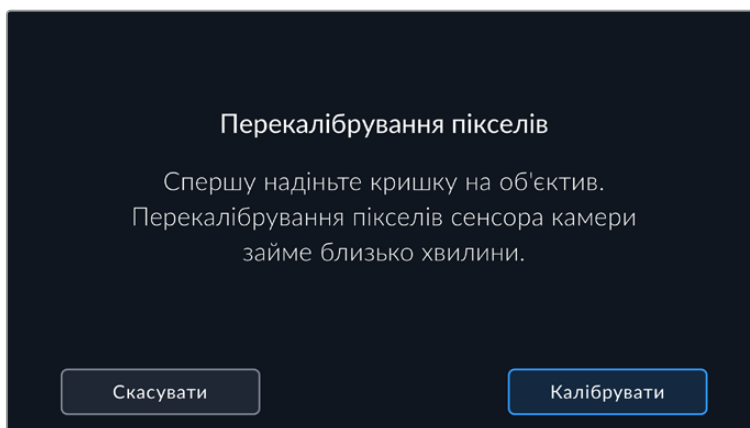 Перекалібрування пікселів
Спершу надіньте кришку на об'єктив.
Перекалібрування пікселів сенсора камери
займе близько хвилини.
Скасувати
Калібрувати